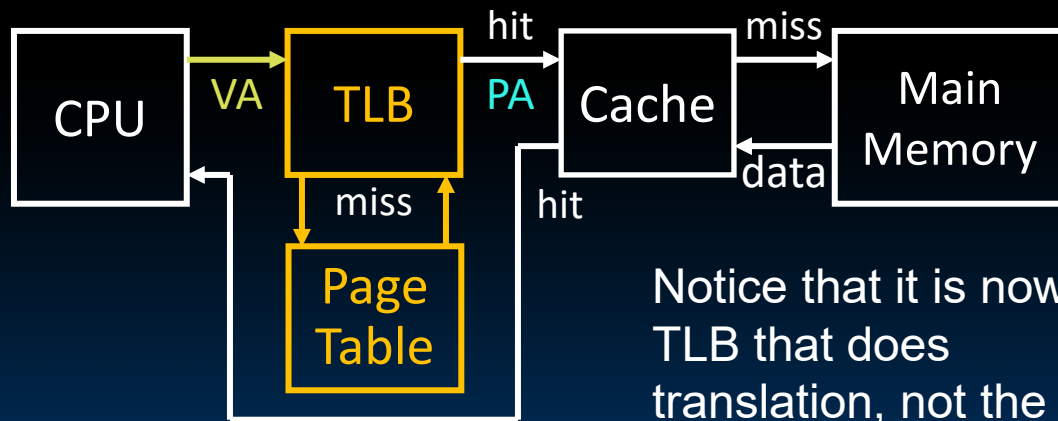 CPU
VA
TLB
hit
PA
Cache
miss
Main
Memory
data
miss
hit
Page
Table
Notice that it is now
TLB that does
translation, not the